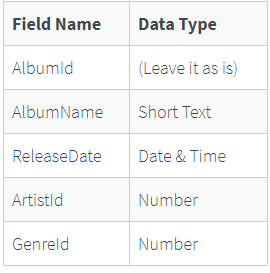 Field Name Data Type
AlbumId (Leave it as is)
AlbumName Short Text
ReleaseDate Date & Time
ArtistId Number
GenreId Number